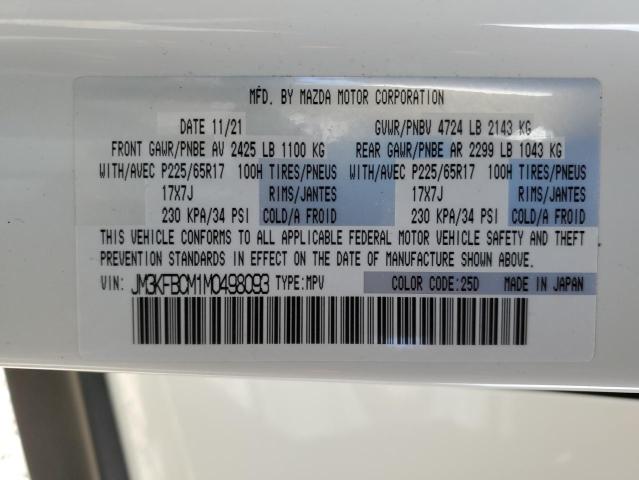 MFD. BY MAZDA MOTOR CORPORATION
DATE 11/21 GVWR/PNBV 4724 LB 2143 KG
FRONT GAWR/PNBE AV 2425 LB 1100 KG REAR GAWR/PNBE AR 2299 LB 1043 KG
WITH/AVEC P225/65R17 100H TIRES/PNEUS WITH/AVEC P225/65R17 100H TIRES/PNEUS
17X7J RIMS/JANTES 17X7J RIMS/JANTES
230 KPA/34 PSI COLD/A FROID 230 KPA/34 PSI COLD/A FROID
THIS VEHICLE CONFORMS TO ALL APPLICABLE FEDERAL MOTOR VEHICLE SAFETY AND THEFT
PREVENTION STANDARDS IN EFFECT ON THE DATE OF MANUFACTURE SHOWN ABOVE.
VIN: JM3KFBCM1M0498093 TYPE:MPV COLOR CODE:25D MADE IN JAPAN